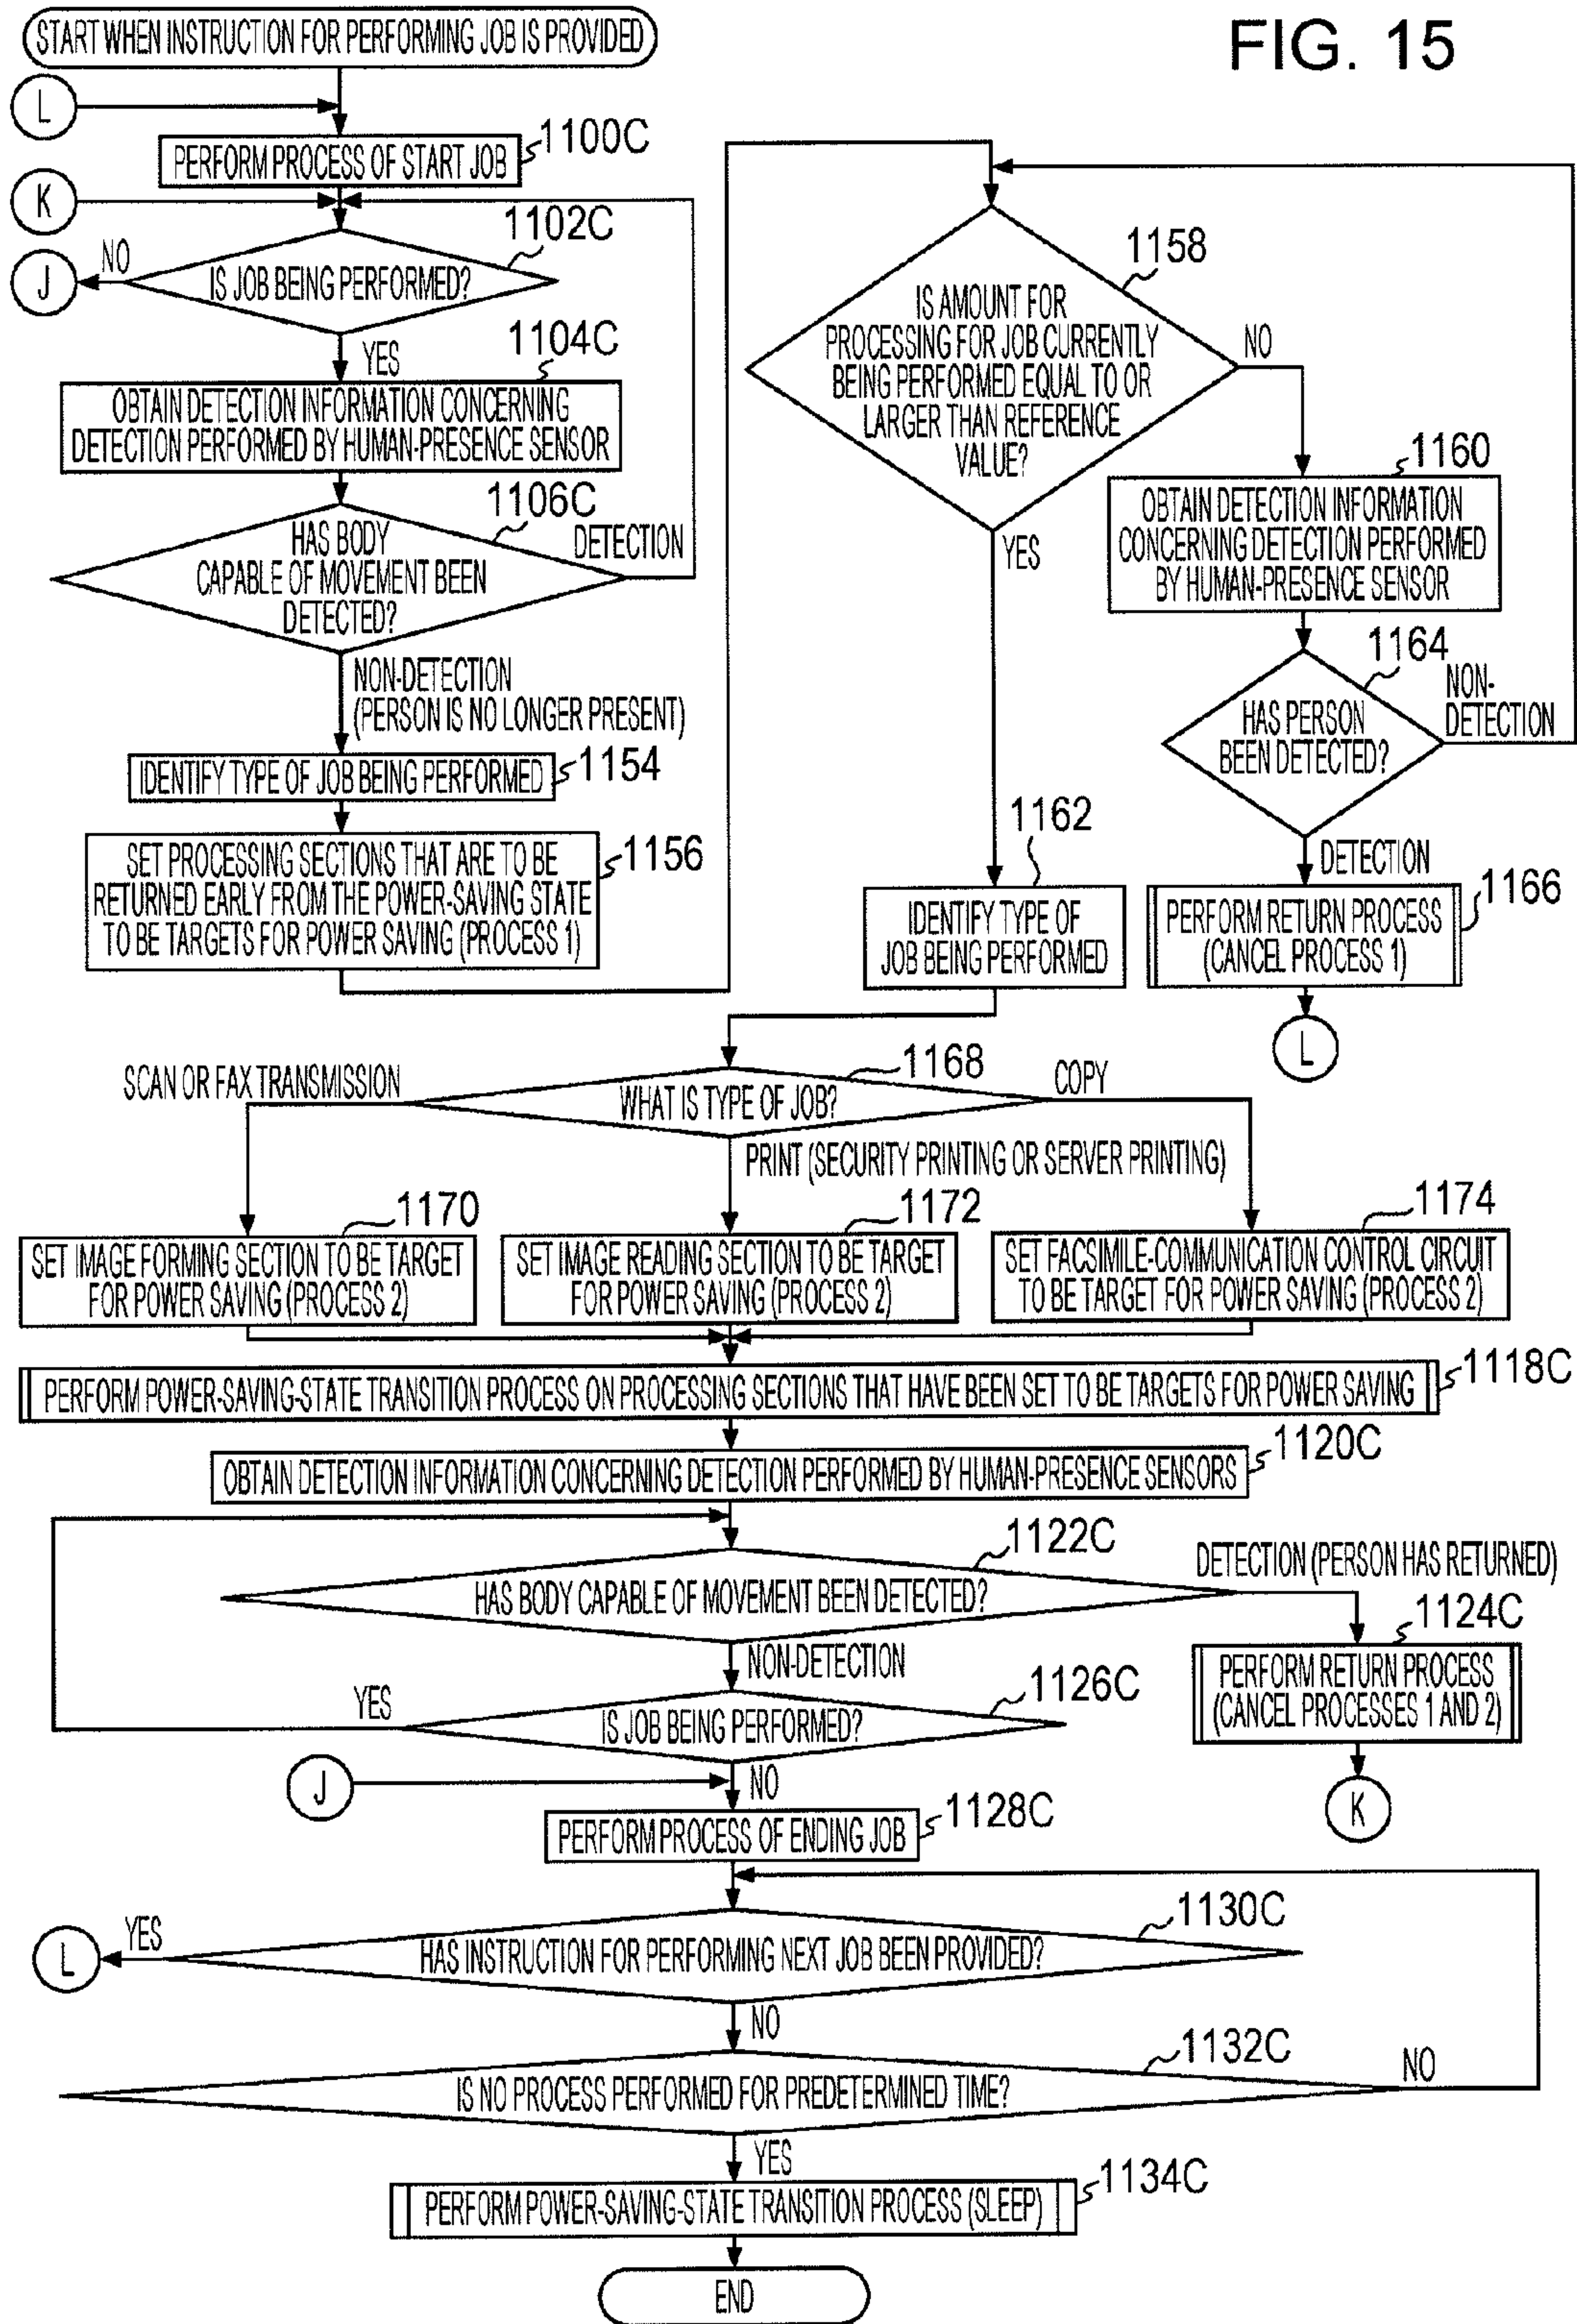 FIG. 15
START WHEN INSTRUCTION FOR PERFORMING JOB IS PROVIDED
L
PERFORM PROCESS OF START JOB
1100C
K
1102C
J
NO
IS JOB BEING PERFORMED?
YES
1104C
OBTAIN DETECTION INFORMATION CONCERNING
DETECTION PERFORMED BY HUMAN-PRESENCE SENSOR
1106C
HAS BODY
CAPABLE OF MOVEMENT BEEN
DETECTED?
DETECTION
NON-DETECTION
(PERSON IS NO LONGER PRESENT)
IDENTIFY TYPE OF JOB BEING PERFORMED
1154
SET PROCESSING SECTIONS THAT ARE TO BE
RETURNED EARLY FROM THE POWER-SAVING STATE
TO BE TARGETS FOR POWER SAVING (PROCESS 1)
1156
1158
IS AMOUNT FOR
PROCESSING FOR JOB CURRENTLY
BEING PERFORMED EQUAL TO OR
LARGER THAN REFERENCE
VALUE?
NO
YES
1160
OBTAIN DETECTION INFORMATION
CONCERNING DETECTION PERFORMED
BY HUMAN-PRESENCE SENSOR
1164
HAS PERSON
BEEN DETECTED?
NON-
DETECTION
DETECTION
1162
IDENTIFY TYPE OF
JOB BEING PERFORMED
PERFORM RETURN PROCESS
(CANCEL PROCESS 1)
1166
L
1168
WHAT IS TYPE OF JOB?
SCAN OR FAX TRANSMISSION
COPY
PRINT (SECURITY PRINTING OR SERVER PRINTING)
1170
SET IMAGE FORMING SECTION TO BE TARGET
FOR POWER SAVING (PROCESS 2)
1172
SET IMAGE READING SECTION TO BE TARGET
FOR POWER SAVING (PROCESS 2)
1174
SET FACSIMILE-COMMUNICATION CONTROL CIRCUIT
TO BE TARGET FOR POWER SAVING (PROCESS 2)
PERFORM POWER-SAVING-STATE TRANSITION PROCESS ON PROCESSING SECTIONS THAT HAVE BEEN SET TO BE TARGETS FOR POWER SAVING
1118C
OBTAIN DETECTION INFORMATION CONCERNING DETECTION PERFORMED BY HUMAN-PRESENCE SENSORS
1120C
1122C
HAS BODY CAPABLE OF MOVEMENT BEEN DETECTED?
DETECTION (PERSON HAS RETURNED)
1124C
PERFORM RETURN PROCESS
(CANCEL PROCESSES 1 AND 2)
K
NON-DETECTION
1126C
IS JOB BEING PERFORMED?
YES
NO
J
PERFORM PROCESS OF ENDING JOB
1128C
1130C
HAS INSTRUCTION FOR PERFORMING NEXT JOB BEEN PROVIDED?
YES
L
NO
1132C
IS NO PROCESS PERFORMED FOR PREDETERMINED TIME?
NO
YES
PERFORM POWER-SAVING-STATE TRANSITION PROCESS (SLEEP)
1134C
END